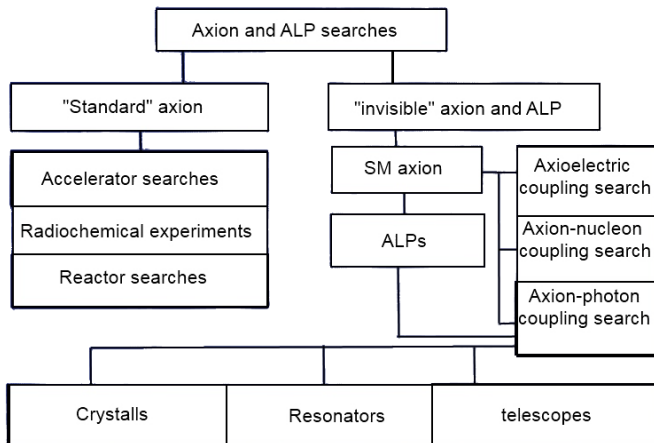 Axion and ALP searches
"Standard" axion
"invisible" axion and ALP
Accelerator searches
Radiochemical experiments
Reactor searches
SM axion
ALPs
Axioelectric
coupling search
Axion-nucleon
coupling search
Axion-photon
coupling search
Crystalls
Resonators
telescopes